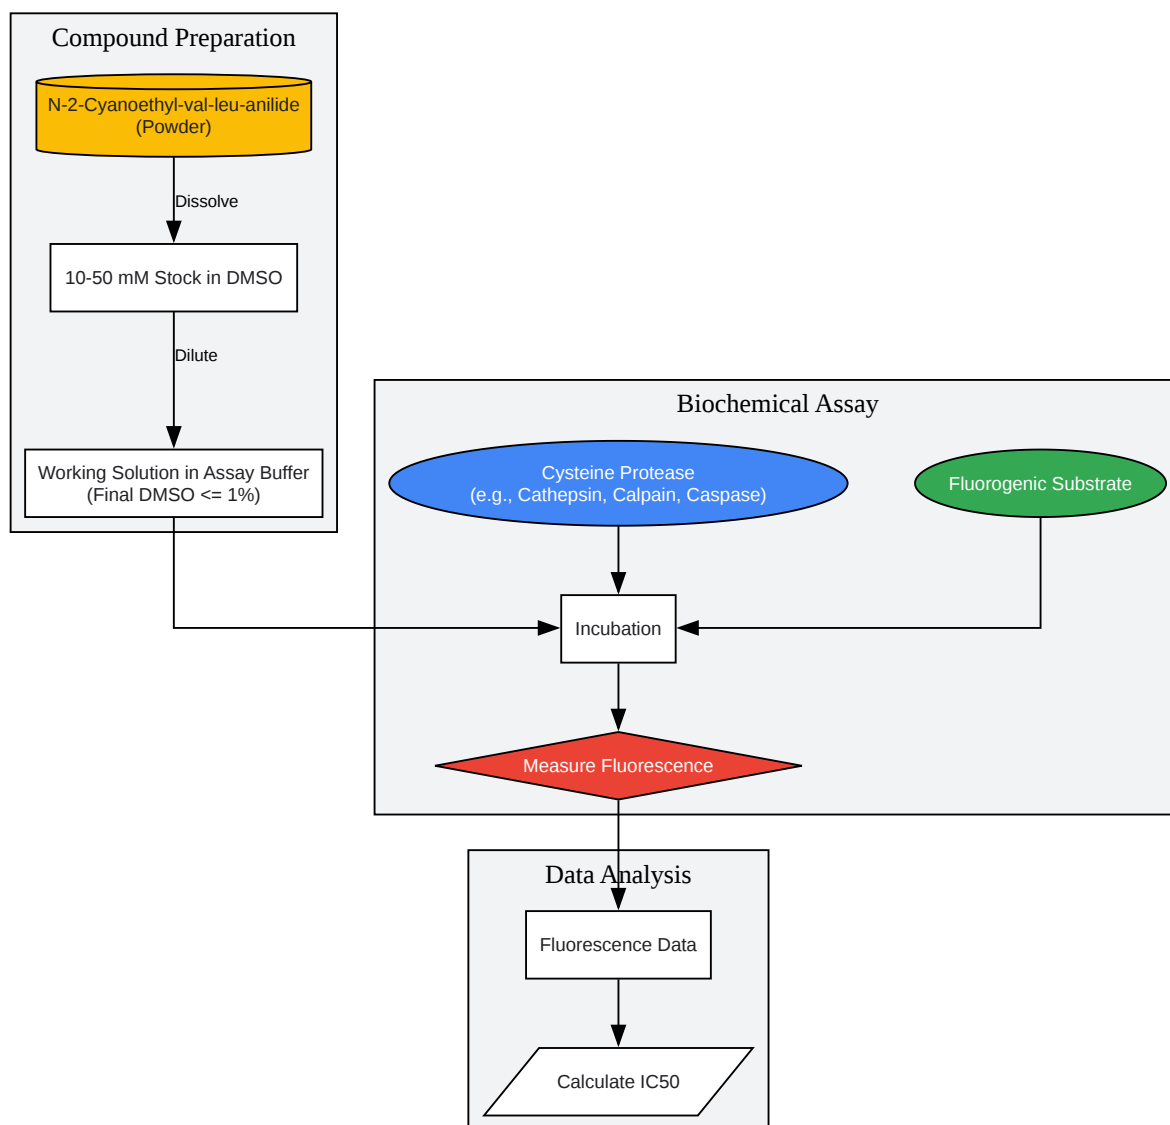 Compound Preparation
N-2-Cyanoethyl-val-leu-anilide
(Powder)
Dissolve
10-50 mM Stock in DMSO
Dilute
Working Solution in Assay Buffer
(Final DMSO <= 1%)
Biochemical Assay
Cysteine Protease
(e.g., Cathepsin, Calpain, Caspase)
Fluorogenic Substrate
Incubation
Measure Fluorescence
Data Analysis
Fluorescence Data
Calculate IC50